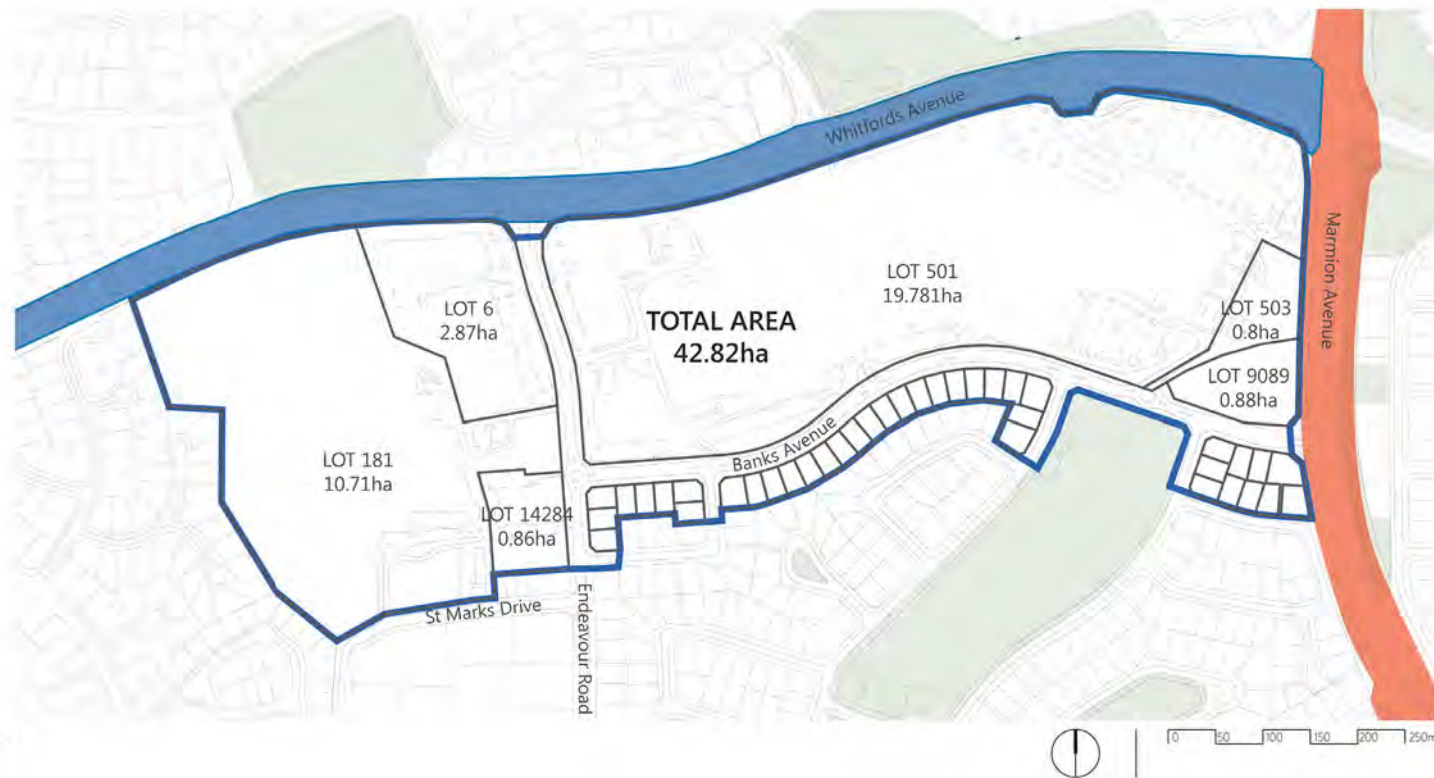 Whitfords Avenue
Marmion Avenue
LOT 501
19.781ha
LOT 6
2.87ha
TOTAL AREA
42.82ha
LOT 503
0.8ha
LOT 9089
0.88ha
Banks Avenue
LOT 181
10.71ha
LOT 14284
0.86ha
St Marks Drive
Endeavour Road
0 50 100 150 200 250m